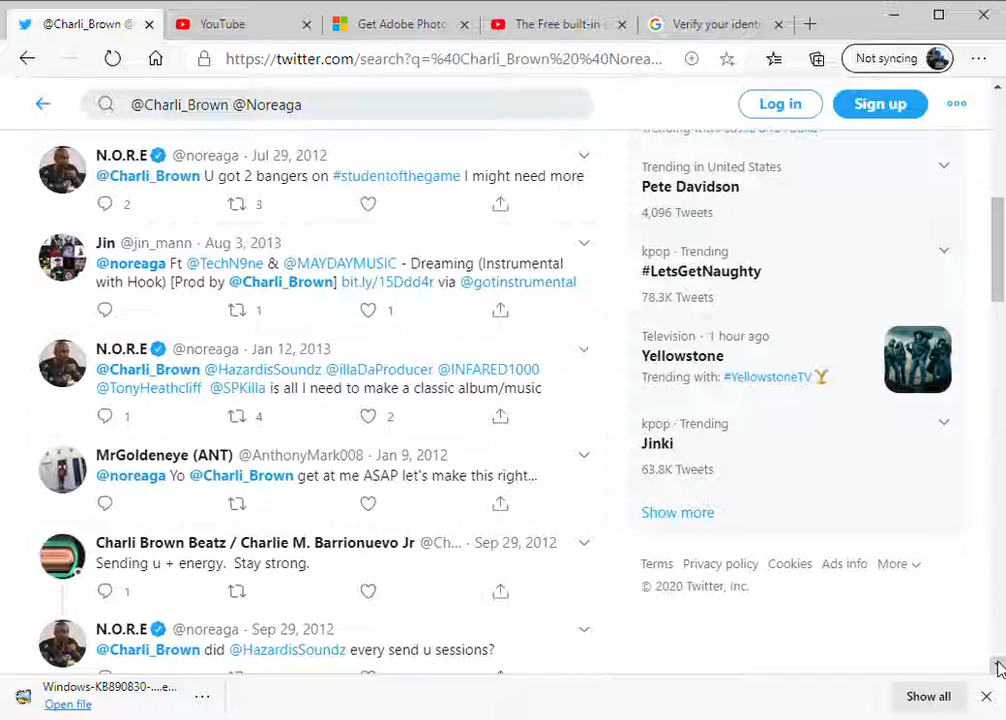 @Charli_Brown @
YouTube
Get Adobe Photo
The Free built-in
Verify your ident
https://twitter.com/search?q=%40Charli_Brown%20%40Norea...
Not syncing
@Charli_Brown @Noreaga
Log in
Sign up
N.O.R.E @noreaga · Jul 29, 2012
@Charli_Brown U got 2 bangers on #studentofthegame I might need more
2 3
Jin @jin_mann · Aug 3, 2013
@noreaga Ft @TechN9ne & @MAYDAYMUSIC - Dreaming (Instrumental
with Hook) [Prod by @Charli_Brown] bit.ly/15Ddd4r via @gotinstrumental
1 1
N.O.R.E @noreaga · Jan 12, 2013
@Charli_Brown @HazardisSoundz @illaDaProducer @INFARED1000
@TonyHeathcliff @SPKilla is all I need to make a classic album/music
1 4 2
MrGoldeneye (ANT) @AnthonyMark008 · Jan 9, 2012
@noreaga Yo @Charli_Brown get at me ASAP let's make this right...
Charli Brown Beatz / Charlie M. Barrionuevo Jr @Ch... · Sep 29, 2012
Sending u + energy. Stay strong.
1
N.O.R.E @noreaga · Sep 29, 2012
@Charli_Brown did @HazardisSoundz every send u sessions?
Trending in United States
Pete Davidson
4,096 Tweets
kpop · Trending
#LetsGetNaughty
78.3K Tweets
Television · 1 hour ago
Yellowstone
Trending with: #YellowstoneTV
kpop · Trending
Jinki
63.8K Tweets
Show more
Terms Privacy policy Cookies Ads info More
© 2020 Twitter, Inc.
Windows-KB890830-....e...
Open file
Show all